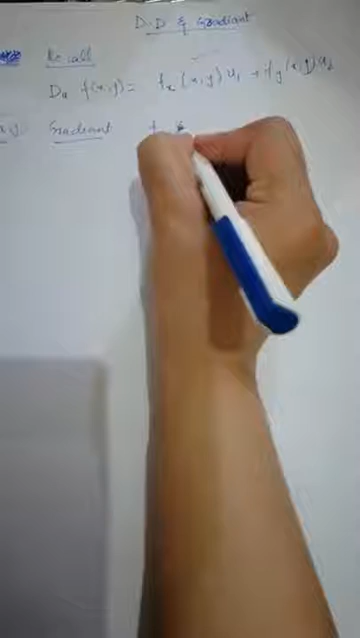 D.D & Gradient
Recall
Du f(x,y) = fx (x,y) u1 + fy (x,y) u2
x,y Gradient f